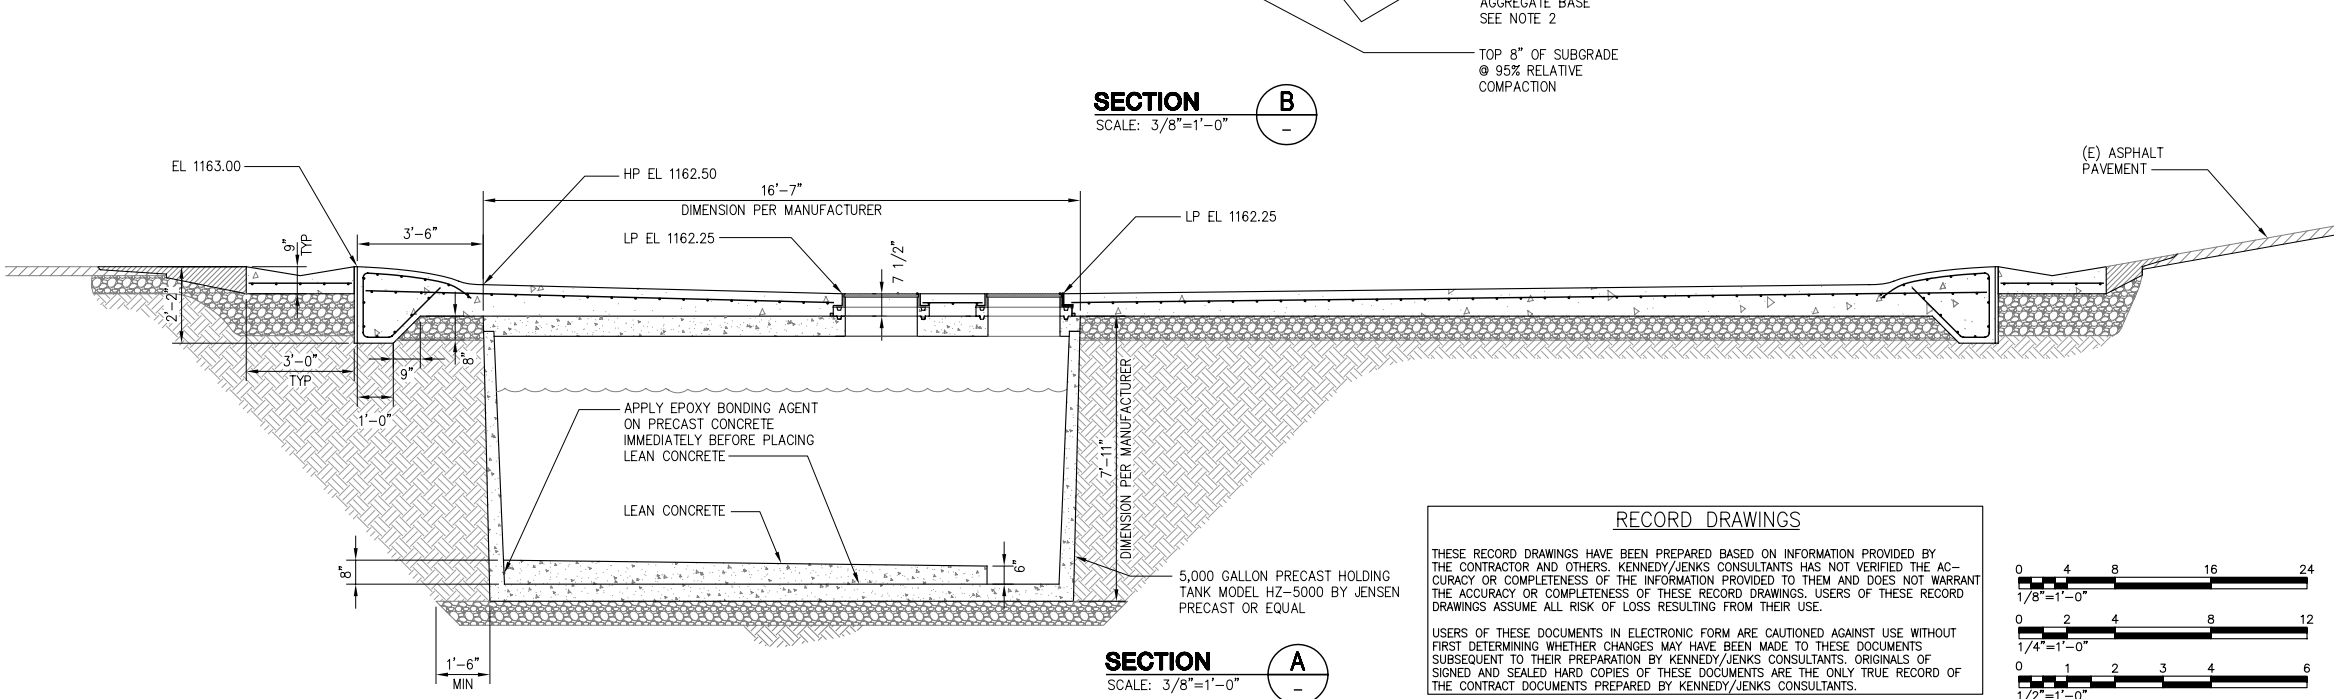 AGGREGATE BASE
SEE NOTE 2
TOP 8" OF SUBGRADE
@ 95% RELATIVE
COMPACTION
SECTION
B
SCALE: 3/8"=1'-0"
–
(E) ASPHALT
PAVEMENT
EL 1163.00
HP EL 1162.50
16'-7"
DIMENSION PER MANUFACTURER
LP EL 1162.25
LP EL 1162.25
3'-6"
9"
TYP
7 1/2"
2'-2"
3'-0"
TYP
9"
8"
1'-0"
APPLY EPOXY BONDING AGENT
ON PRECAST CONCRETE
IMMEDIATELY BEFORE PLACING
LEAN CONCRETE
LEAN CONCRETE
7'-11"
DIMENSION PER MANUFACTURER
8"
6"
5,000 GALLON PRECAST HOLDING
TANK MODEL HZ-5000 BY JENSEN
PRECAST OR EQUAL
1'-6"
MIN
SECTION
A
SCALE: 3/8"=1'-0"
–
RECORD DRAWINGS
THESE RECORD DRAWINGS HAVE BEEN PREPARED BASED ON INFORMATION PROVIDED BY
THE CONTRACTOR AND OTHERS. KENNEDY/JENKS CONSULTANTS HAS NOT VERIFIED THE AC-
CURACY OR COMPLETENESS OF THE INFORMATION PROVIDED TO THEM AND DOES NOT WARRANT
THE ACCURACY OR COMPLETENESS OF THESE RECORD DRAWINGS. USERS OF THESE RECORD
DRAWINGS ASSUME ALL RISK OF LOSS RESULTING FROM THEIR USE.
USERS OF THESE DOCUMENTS IN ELECTRONIC FORM ARE CAUTIONED AGAINST USE WITHOUT
FIRST DETERMINING WHETHER CHANGES MAY HAVE BEEN MADE TO THESE DOCUMENTS
SUBSEQUENT TO THEIR PREPARATION BY KENNEDY/JENKS CONSULTANTS. ORIGINALS OF
SIGNED AND SEALED HARD COPIES OF THESE DOCUMENTS ARE THE ONLY TRUE RECORD OF
THE CONTRACT DOCUMENTS PREPARED BY KENNEDY/JENKS CONSULTANTS.
0 4 8 16 24
1/8"=1'-0"
0 2 4 8 12
1/4"=1'-0"
0 1 2 3 4 6
1/2"=1'-0"